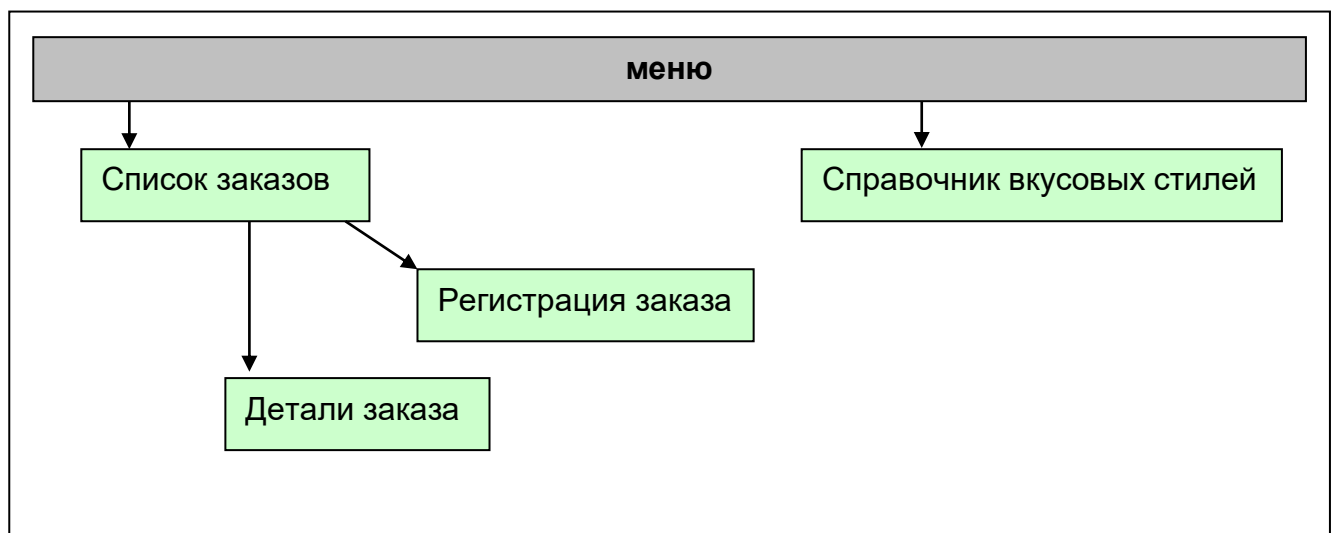 меню
Список заказов
Справочник вкусовых стилей
Регистрация заказа
Детали заказа